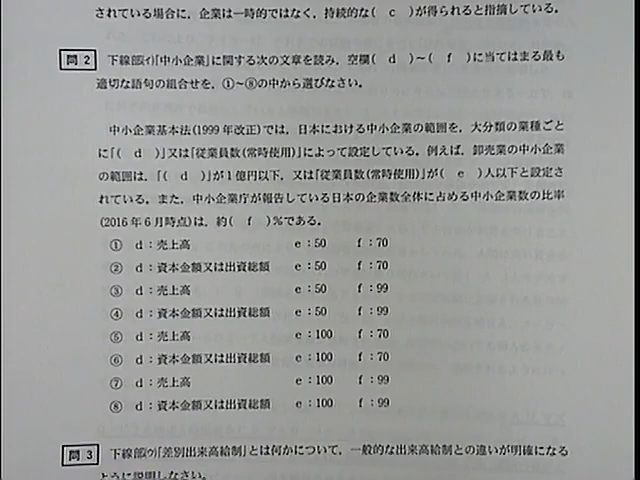 されている場合に，企業は一時的ではなく，持続的な( c )が得られると指摘している。
問2 下線部(イ)「中小企業」に関する次の文章を読み，空欄( d )～( f )に当てはまる最も
適切な語句の組合せを，①～⑧の中から選びなさい。
中小企業基本法(1999年改正)では，日本における中小企業の範囲を，大分類の業種ごと
に「( d )」又は「従業員数(常時使用)」によって設定している。例えば，卸売業の中小企業
の範囲は，「( d )」が1億円以下，又は「従業員数(常時使用)」が( e )人以下と設定さ
れている。また，中小企業庁が報告している日本の企業数全体に占める中小企業数の比率
(2016年6月時点)は，約( f )%である。
① d：売上高 e：50 f：70
② d：資本金額又は出資総額 e：50 f：70
③ d：売上高 e：50 f：99
④ d：資本金額又は出資総額 e：50 f：99
⑤ d：売上高 e：100 f：70
⑥ d：資本金額又は出資総額 e：100 f：70
⑦ d：売上高 e：100 f：99
⑧ d：資本金額又は出資総額 e：100 f：99
問3 下線部(ウ)「差別出来高給制」とは何かについて，一般的な出来高給制との違いが明確になる
ように説明しなさい。